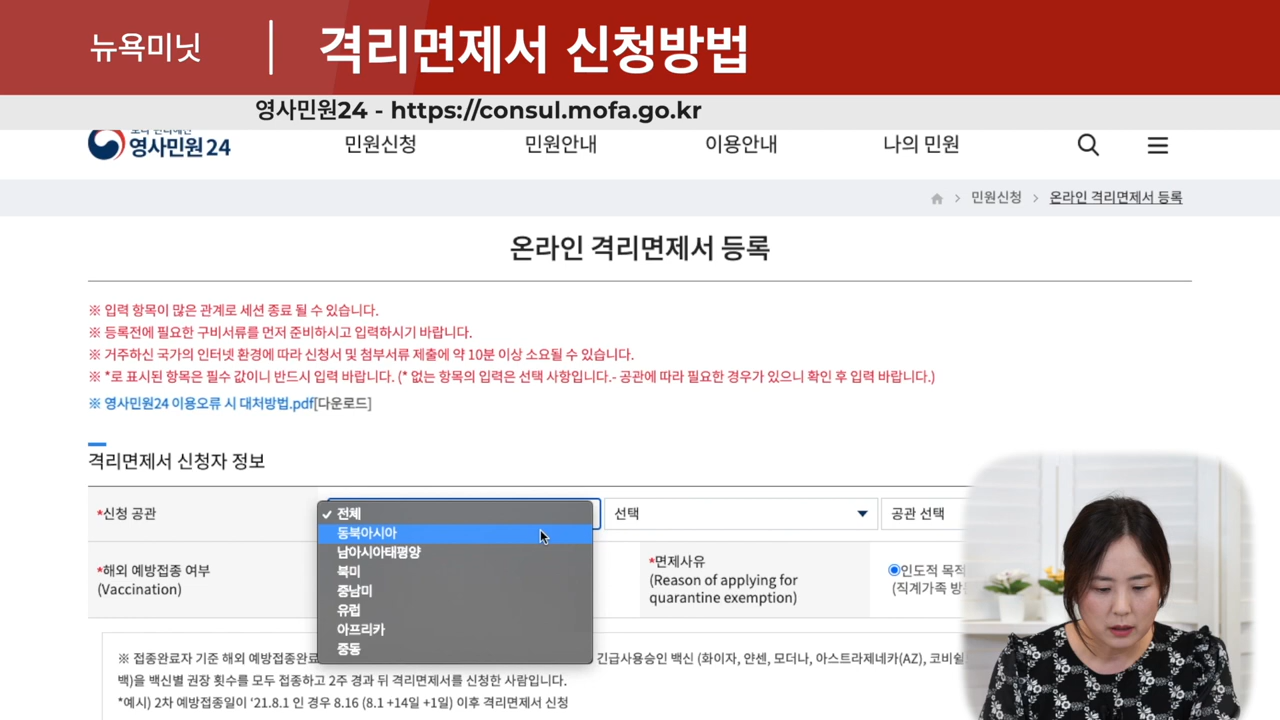 뉴욕미닛
격리면제서 신청방법
영사민원24 - https://consul.mofa.go.kr
영사민원24
민원신청
민원안내
이용안내
나의 민원
민원신청 > 온라인 격리면제서 등록
온라인 격리면제서 등록
※ 입력 항목이 많은 관계로 세션 종료 될 수 있습니다.
※ 등록전에 필요한 구비서류를 먼저 준비하시고 입력하시기 바랍니다.
※ 거주하신 국가의 인터넷 환경에 따라 신청서 및 첨부서류 제출에 약 10분 이상 소요될 수 있습니다.
※ *로 표시된 항목은 필수 값이니 반드시 입력 바랍니다. (* 없는 항목의 입력은 선택 사항입니다.- 공관에 따라 필요한 경우가 있으니 확인 후 입력 바랍니다.)
※ 영사민원24 이용오류 시 대처방법.pdf[다운로드]
격리면제서 신청자 정보
*신청 공관
✓ 전체
동북아시아
남아시아태평양
북미
중남미
유럽
아프리카
중동
선택
공관 선택
*해외 예방접종 여부
(Vaccination)
*면제사유
(Reason of applying for
quarantine exemption)
인도적 목적
(직계가족 방
※ 접종완료자 기준 해외 예방접종완료 긴급사용승인 백신 (화이자, 얀센, 모더나, 아스트라제네카(AZ), 코비쉴
백)을 백신별 권장 횟수를 모두 접종하고 2주 경과 뒤 격리면제서를 신청한 사람입니다.
*예시) 2차 예방접종일이 '21.8.1 인 경우 8.16 (8.1 +14일 +1일) 이후 격리면제서 신청